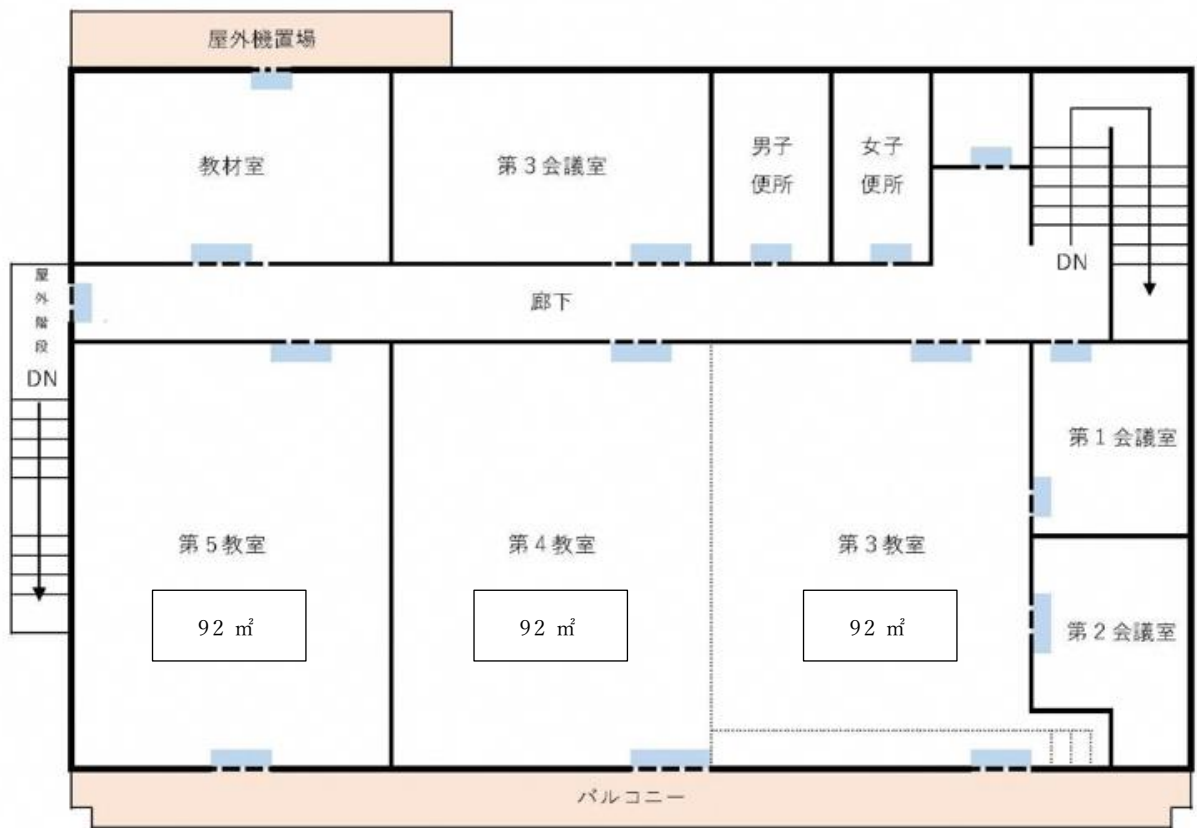 屋外機置場
教材室
第3会議室
男子
便所
女子
便所
DN
屋外階段
DN
廊下
第1会議室
第5教室
第4教室
第3教室
92 ㎡
92 ㎡
92 ㎡
第2会議室
バルコニー